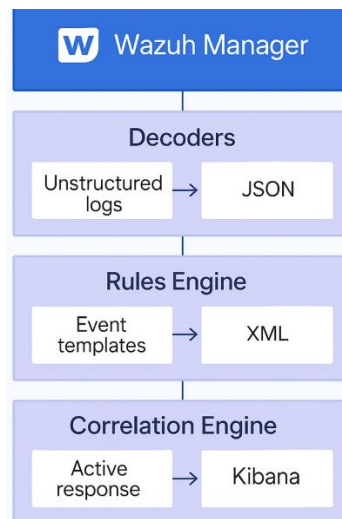 W Wazuh Manager
Decoders
Unstructured
logs
JSON
Rules Engine
Event
templates
XML
Correlation Engine
Active
response
Kibana